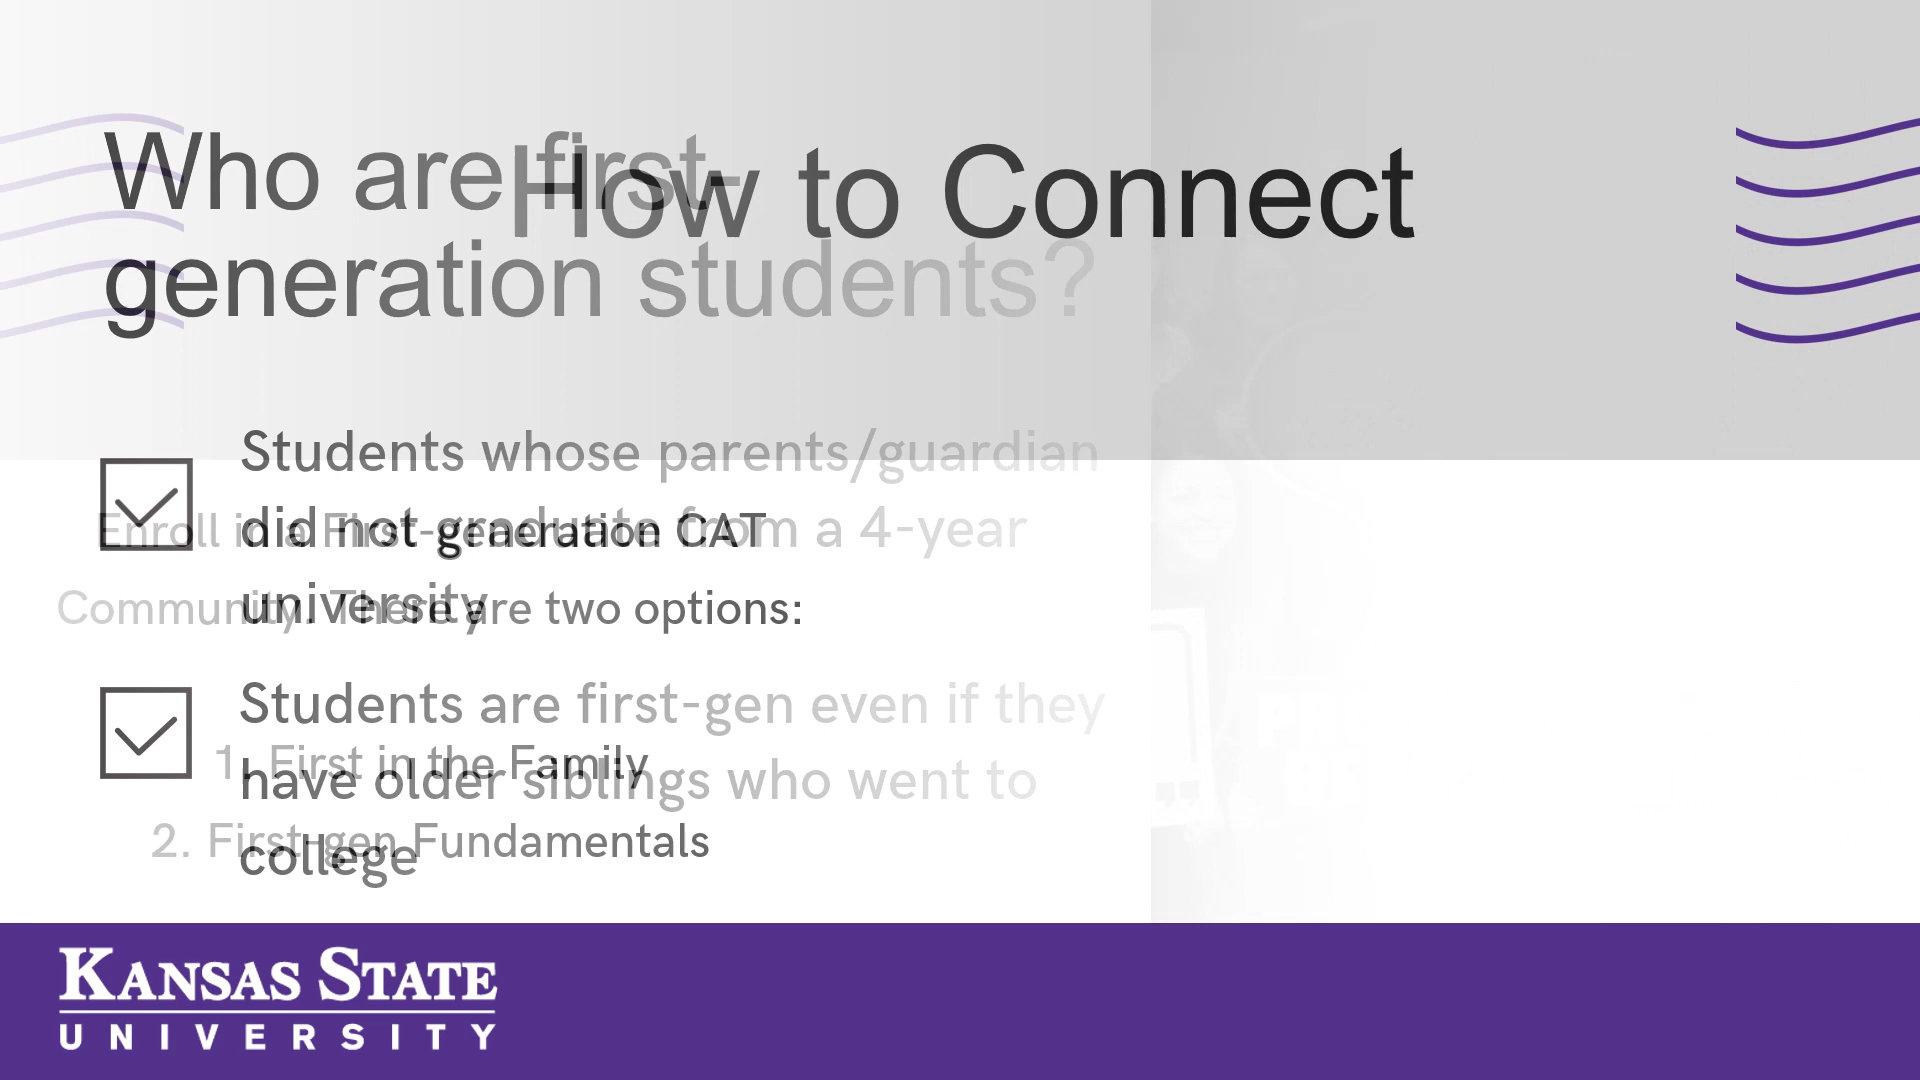 Who are first-
generation students?
Students whose parents/guardian
did not graduate from a 4-year
university
Students are first-gen even if they
have older siblings who went to
college
How to Connect
Enroll in a First-generation CAT
Community. There are two options:
1. First in the Family
2. First-gen Fundamentals
KANSAS STATE
UNIVERSITY